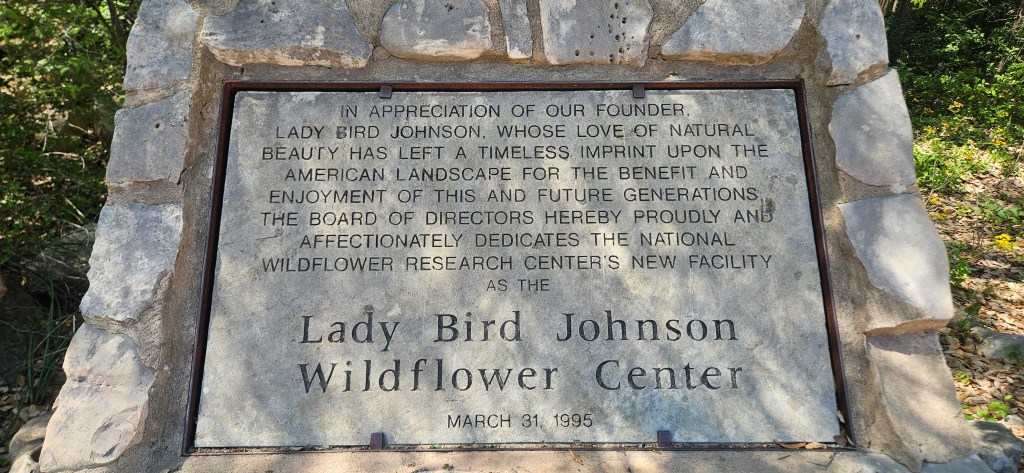 IN APPRECIATION OF OUR FOUNDER,
LADY BIRD JOHNSON, WHOSE LOVE OF NATURAL
BEAUTY HAS LEFT A TIMELESS IMPRINT UPON THE
AMERICAN LANDSCAPE FOR THE BENEFIT AND
ENJOYMENT OF THIS AND FUTURE GENERATIONS,
THE BOARD OF DIRECTORS HEREBY PROUDLY AND
AFFECTIONATELY DEDICATES THE NATIONAL
WILDFLOWER RESEARCH CENTER'S NEW FACILITY
AS THE
Lady Bird Johnson
Wildflower Center
MARCH 31, 1995